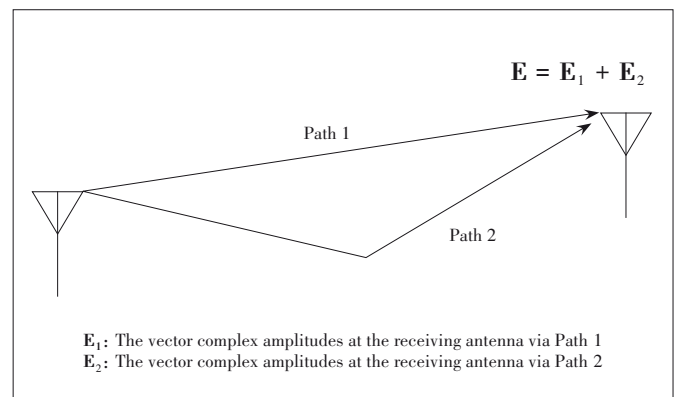 E = E₁ + E₂
Path 1
Path 2
E₁: The vector complex amplitudes at the receiving antenna via Path 1
E₂: The vector complex amplitudes at the receiving antenna via Path 2